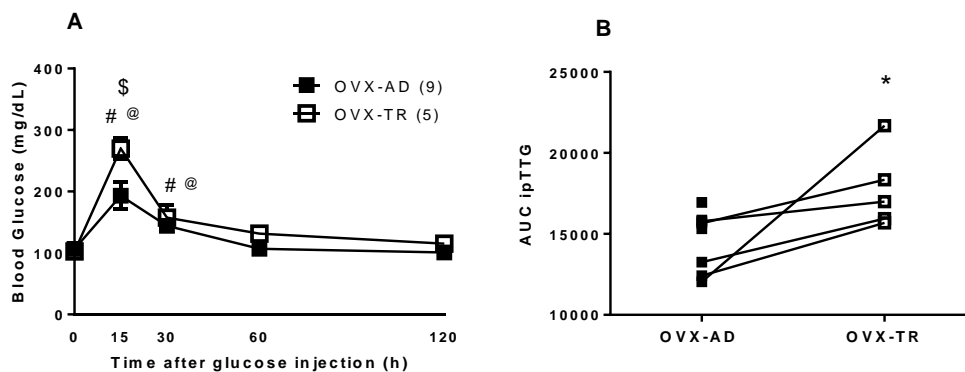 A
400
300
200
100
0
Blood Glucose (mg/dL)
$
# @
# @
OVX-AD (9)
OVX-TR (5)
0 15 30 60 120
Time after glucose injection (h)
B
25000
20000
15000
10000
AUC ipTTG
*
OVX-AD OVX-TR